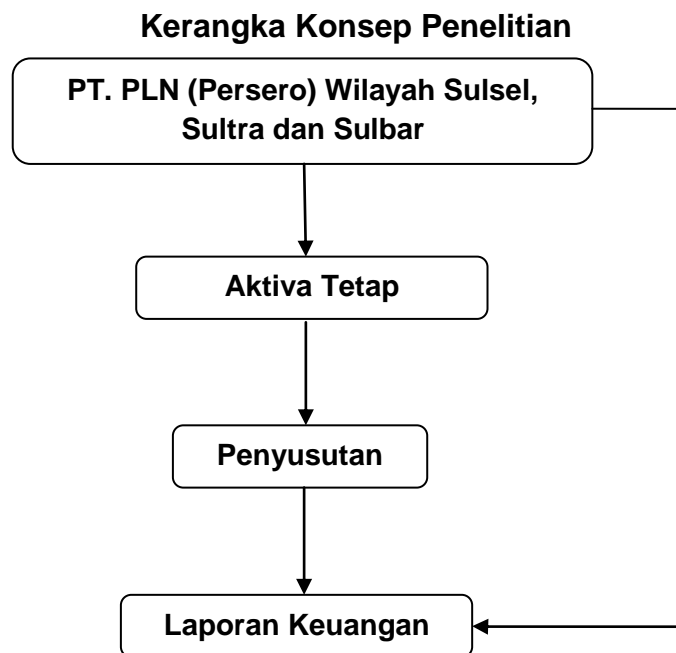 Kerangka Konsep Penelitian
PT. PLN (Persero) Wilayah Sulsel,
Sultra dan Sulbar
Aktiva Tetap
Penyusutan
Laporan Keuangan